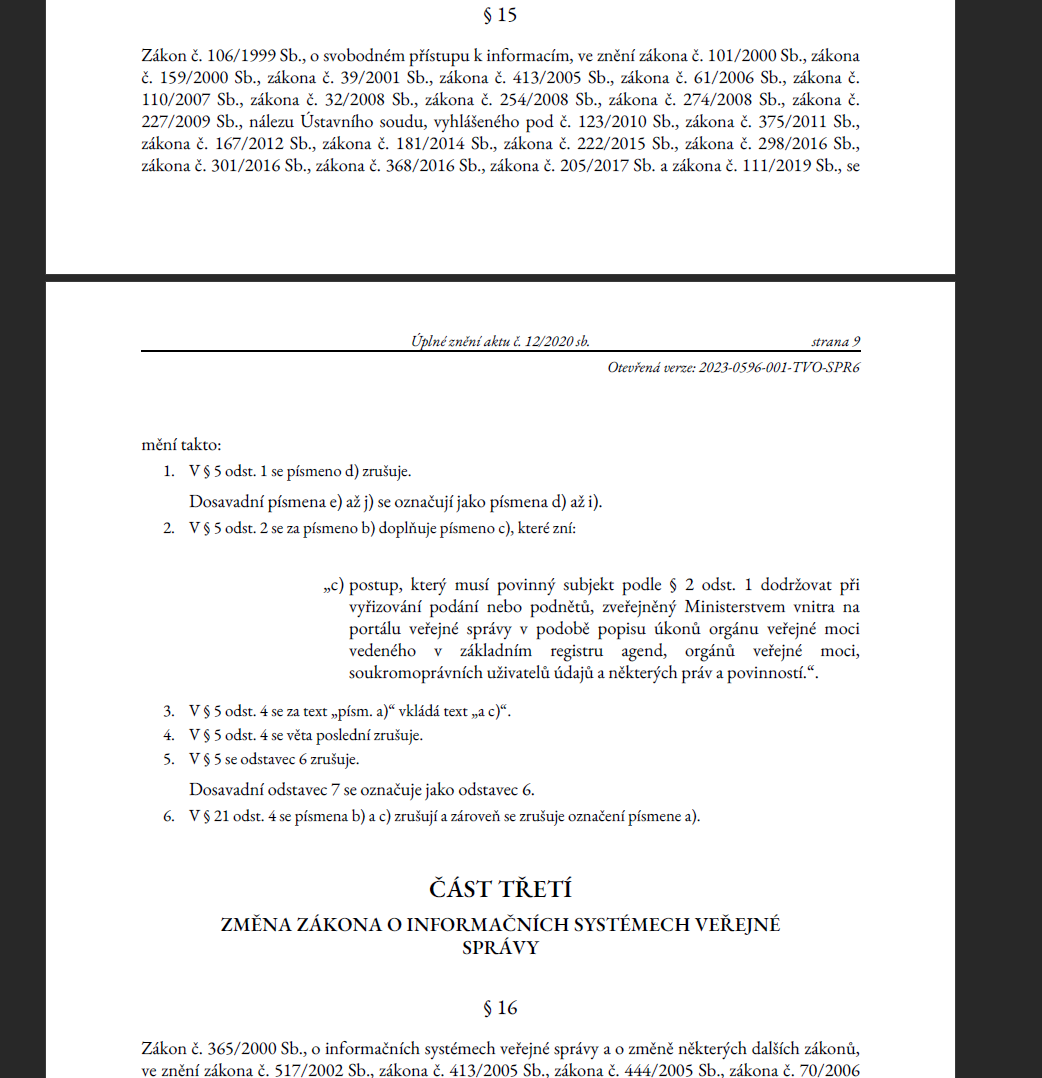 § 15
Zákon č. 106/1999 Sb., o svobodném přístupu k informacím, ve znění zákona č. 101/2000 Sb., zákona
č. 159/2000 Sb., zákona č. 39/2001 Sb., zákona č. 413/2005 Sb., zákona č. 61/2006 Sb., zákona č.
110/2007 Sb., zákona č. 32/2008 Sb., zákona č. 254/2008 Sb., zákona č. 274/2008 Sb., zákona č.
227/2009 Sb., nálezu Ústavního soudu, vyhlášeného pod č. 123/2010 Sb., zákona č. 375/2011 Sb.,
zákona č. 167/2012 Sb., zákona č. 181/2014 Sb., zákona č. 222/2015 Sb., zákona č. 298/2016 Sb.,
zákona č. 301/2016 Sb., zákona č. 368/2016 Sb., zákona č. 205/2017 Sb. a zákona č. 111/2019 Sb., se
Úplné znění aktu č. 12/2020 sb. strana 9
Otevřená verze: 2023-0596-001-TVO-SPR6
mění takto:
1. V § 5 odst. 1 se písmeno d) zrušuje.
Dosavadní písmena e) až j) se označují jako písmena d) až i).
2. V § 5 odst. 2 se za písmeno b) doplňuje písmeno c), které zní:
„c) postup, který musí povinný subjekt podle § 2 odst. 1 dodržovat při
vyřizování podání nebo podnětů, zveřejněný Ministerstvem vnitra na
portálu veřejné správy v podobě popisu úkonů orgánu veřejné moci
vedeného v základním registru agend, orgánů veřejné moci,
soukromoprávních uživatelů údajů a některých práv a povinností.“.
3. V § 5 odst. 4 se za text „písm. a)“ vkládá text „a c)“.
4. V § 5 odst. 4 se věta poslední zrušuje.
5. V § 5 se odstavec 6 zrušuje.
Dosavadní odstavec 7 se označuje jako odstavec 6.
6. V § 21 odst. 4 se písmena b) a c) zrušují a zároveň se zrušuje označení písmene a).
ČÁST TŘETÍ
ZMĚNA ZÁKONA O INFORMAČNÍCH SYSTÉMECH VEŘEJNÉ
SPRÁVY
§ 16
Zákon č. 365/2000 Sb., o informačních systémech veřejné správy a o změně některých dalších zákonů,
ve znění zákona č. 517/2002 Sb., zákona č. 413/2005 Sb., zákona č. 444/2005 Sb., zákona č. 70/2006